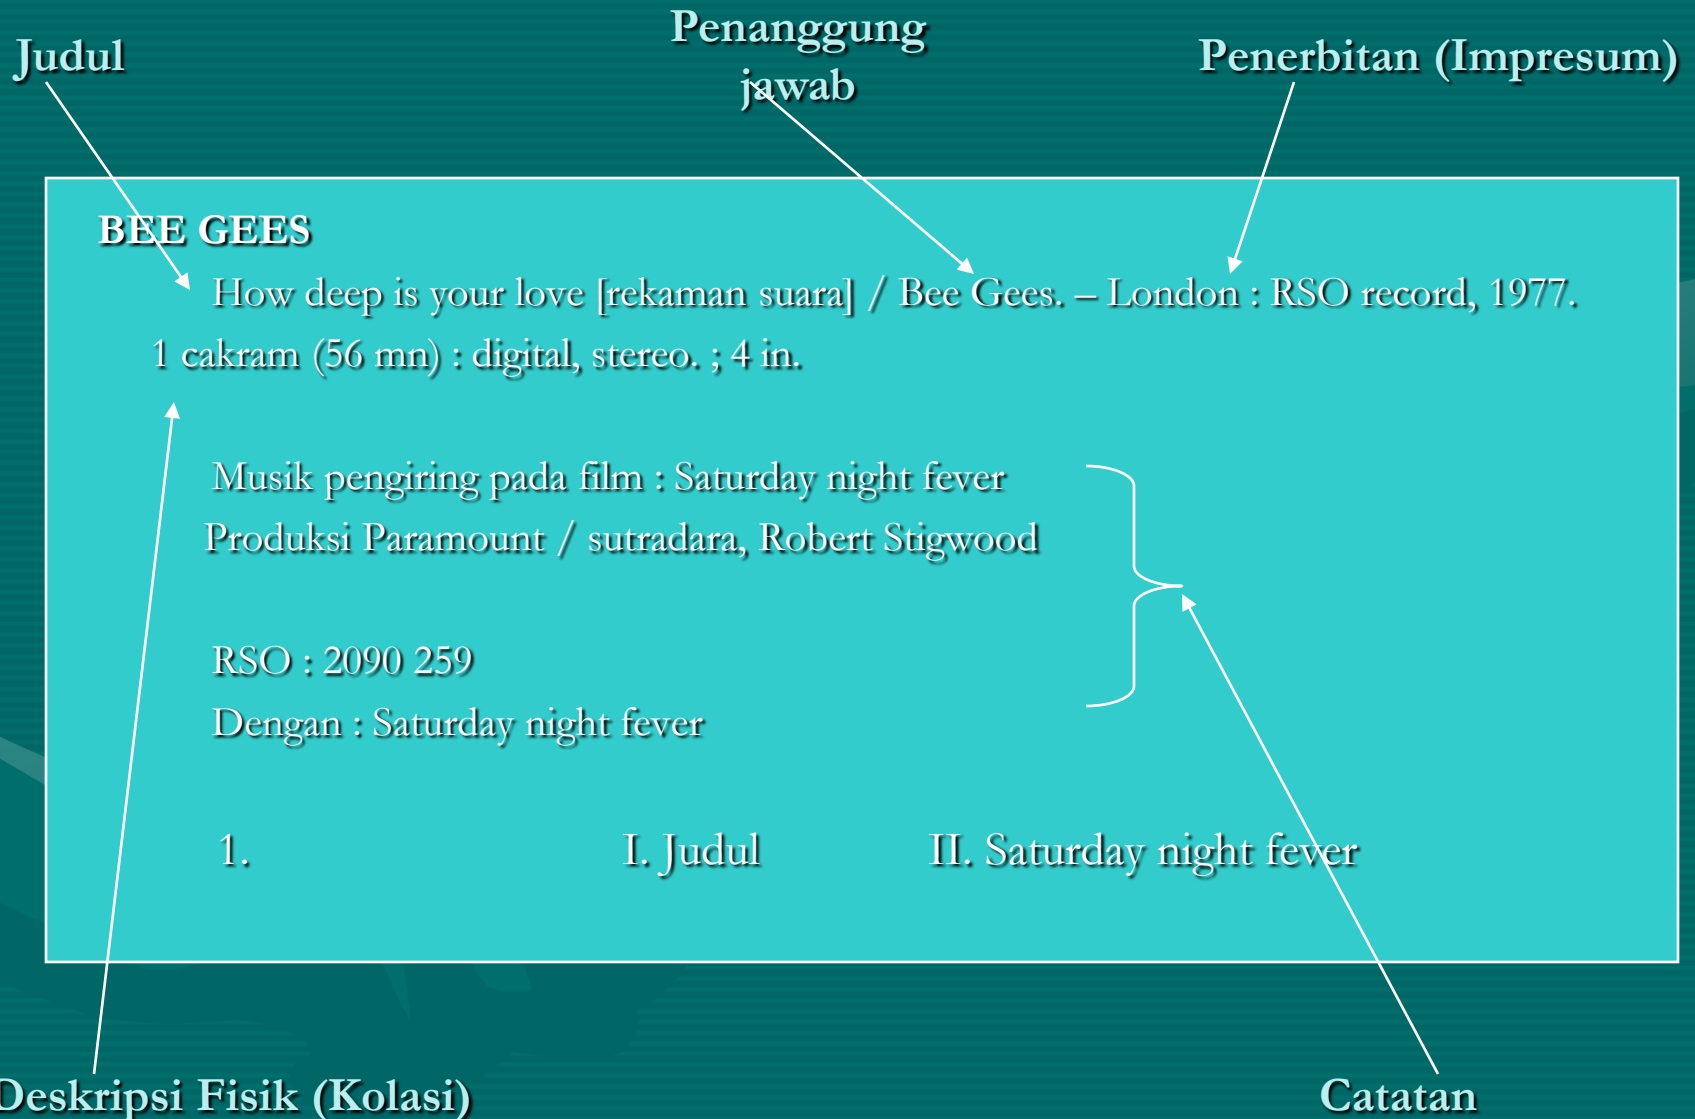 Judul
Penanggung
jawab
Penerbitan (Impresum)
BEE GEES
How deep is your love [rekaman suara] / Bee Gees. – London : RSO record, 1977.
1 cakram (56 mn) : digital, stereo. ; 4 in.
Musik pengiring pada film : Saturday night fever
Produksi Paramount / sutradara, Robert Stigwood
RSO : 2090 259
Dengan : Saturday night fever
1. I. Judul II. Saturday night fever
Deskripsi Fisik (Kolasi)
Catatan